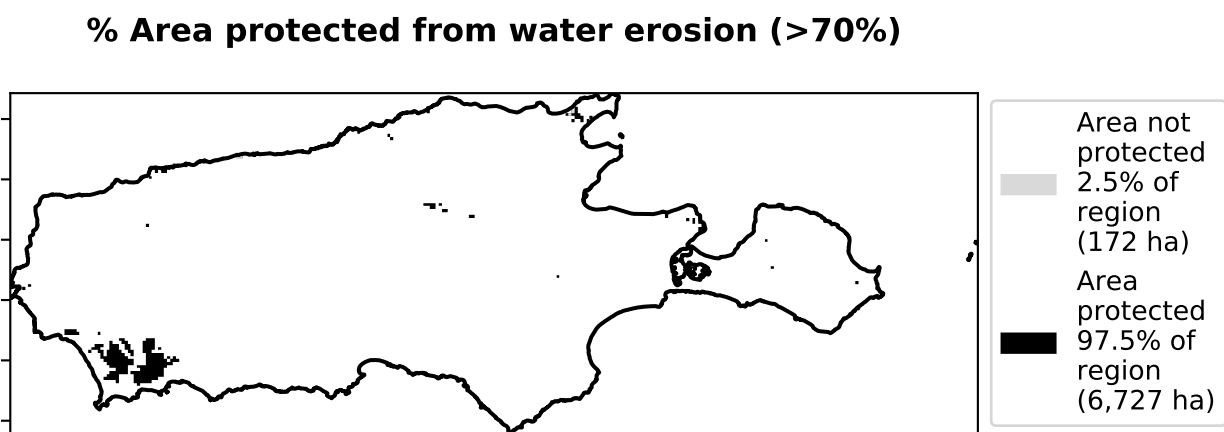 % Area protected from water erosion (>70%)
Area not
protected
2.5% of
region
(172 ha)
Area
protected
97.5% of
region
(6,727 ha)